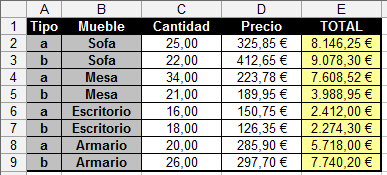 A B C D E
1 Tipo Mueble Cantidad Precio TOTAL
2 a Sofa 25,00 325,85 € 8.146,25 €
3 b Sofa 22,00 412,65 € 9.078,30 €
4 a Mesa 34,00 223,78 € 7.608,52 €
5 b Mesa 21,00 189,95 € 3.988,95 €
6 a Escritorio 16,00 150,75 € 2.412,00 €
7 b Escritorio 18,00 126,35 € 2.274,30 €
8 a Armario 20,00 285,90 € 5.718,00 €
9 b Armario 26,00 297,70 € 7.740,20 €